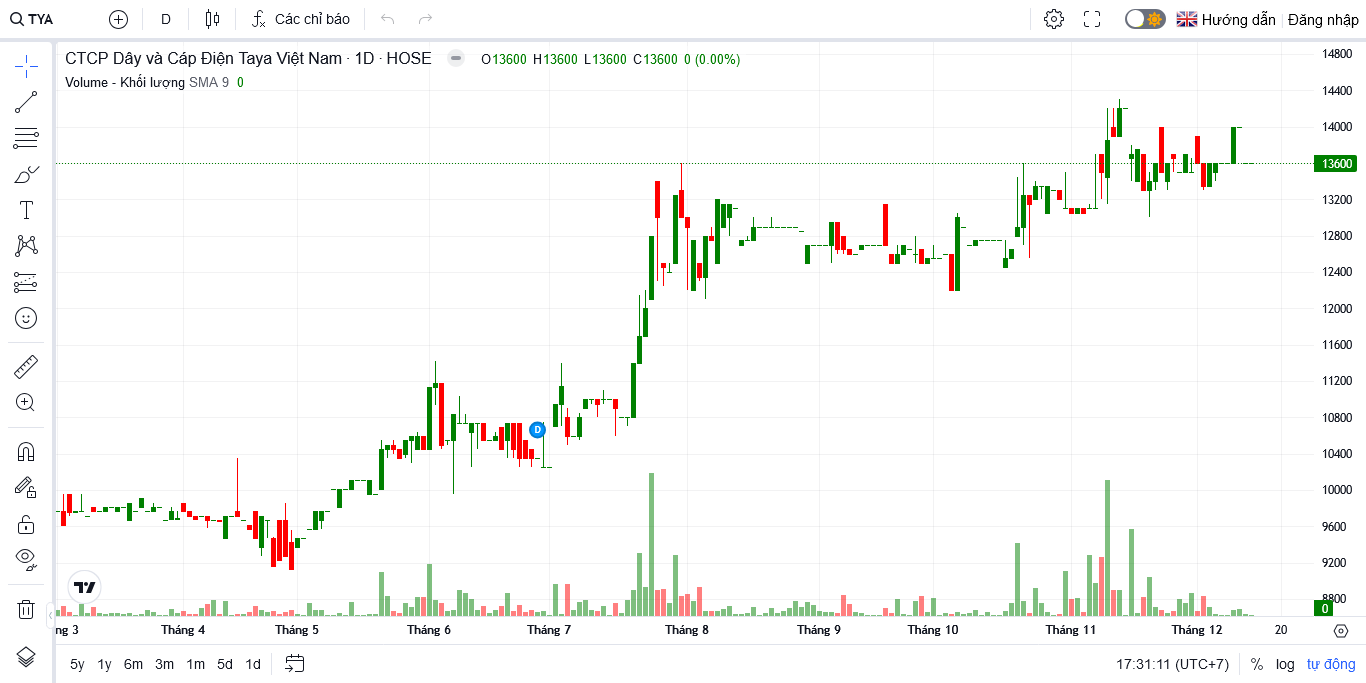 TYA
D
Các chỉ báo
Hướng dẫn
Đăng nhập
CTCP Dây và Cáp Điện Taya Việt Nam · 1D · HOSE
O13600 H13600 L13600 C13600 0 (0.00%)
Volume - Khối lượng SMA 9 0
14800
14400
14000
13600
13200
12800
12400
12000
11600
11200
10800
10400
10000
9600
9200
8800
0
D
ng 3 Tháng 4 Tháng 5 Tháng 6 Tháng 7 Tháng 8 Tháng 9 Tháng 10 Tháng 11 Tháng 12 20
5y 1y 6m 3m 1m 5d 1d
17:31:11 (UTC+7) % log tự động